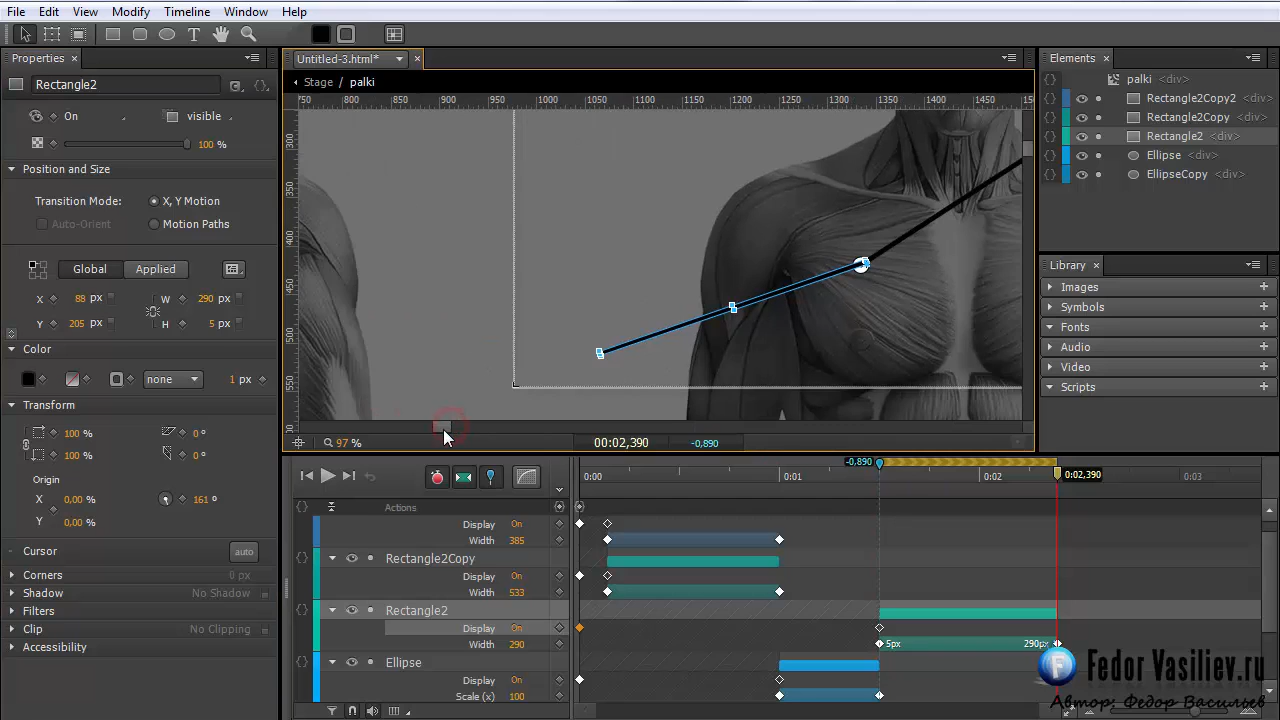 File Edit View Modify Timeline Window Help
Properties
Untitled-3.html*
Elements
Rectangle2
Stage / palki
palki <div>
750 800 850 900 950 1000 1050 1100 1150 1200 1250 1300 1350 1400 1450
Rectangle2Copy2 <div>
On visible
Rectangle2Copy <div>
100 %
Rectangle2 <div>
Ellipse <div>
Position and Size
EllipseCopy <div>
Transition Mode: X, Y Motion
Auto-Orient Motion Paths
Global Applied
Library
Images
X 88 px W 290 px
Symbols
Y 205 px H 5 px
Fonts
Color
Audio
Video
none 1 px
Scripts
Transform
300 350 400 450 500 550
100 % 0°
100 % 0°
97 % 00:02,390 -0,890
Origin
X 0,00 % 161°
Y 0,00 %
-0,890
0:00 0:01 0:02 0:02,390 0:03
Actions
Display On
Width 385
Rectangle2Copy
Display On
Width 533
Rectangle2
Display On
Width 290 5px 290px
Ellipse
Display On
Scale (x) 100
Cursor auto
Corners 0 px
Shadow No Shadow
Filters
Clip No Clipping
Accessibility
Fedor Vasiliev.ru
Автор: Федор Васильев